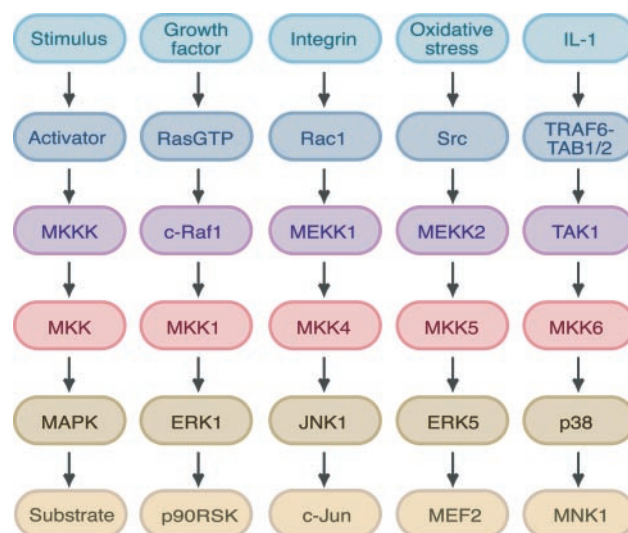 Stimulus
Growth
factor
Integrin
Oxidative
stress
IL-1
Activator
RasGTP
Rac1
Src
TRAF6-
TAB1/2
MKKK
c-Raf1
MEKK1
MEKK2
TAK1
MKK
MKK1
MKK4
MKK5
MKK6
MAPK
ERK1
JNK1
ERK5
p38
Substrate
p90RSK
c-Jun
MEF2
MNK1